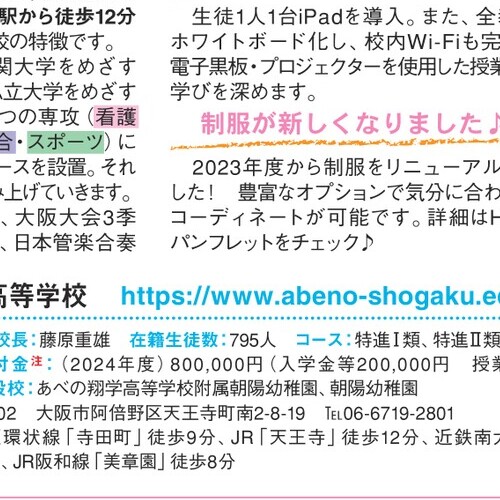 駅から徒歩12分
校の特徴です。
関大学をめざす
私立大学をめざす
つの専攻（看護
合・スポーツ）に
ースを設置。それ
み上げていきます。
、大阪大会3季
、日本管楽合奏
生徒1人1台iPadを導入。また、全
ホワイトボード化し、校内Wi-Fiも完
電子黒板・プロジェクターを使用した授業
学びを深めます。
制服が新しくなりました♪
2023年度から制服をリニューアル
した！ 豊富なオプションで気分に合わ
コーディネートが可能です。詳細はH
パンフレットをチェック♪
高等学校 https://www.abeno-shogaku.e
校長：藤原重雄 在籍生徒数：795人 コース：特進Ⅰ類、特進Ⅱ類
付金注：（2024年度）800,000円（入学金等200,000円 授業
設校：あべの翔学高等学校附属朝陽幼稚園、朝陽幼稚園
02 大阪市阿倍野区天王寺町南2-8-19 TEL06-6719-2801
環状線「寺田町」徒歩9分、JR「天王寺」徒歩12分、近鉄南大
、JR阪和線「美章園」徒歩8分